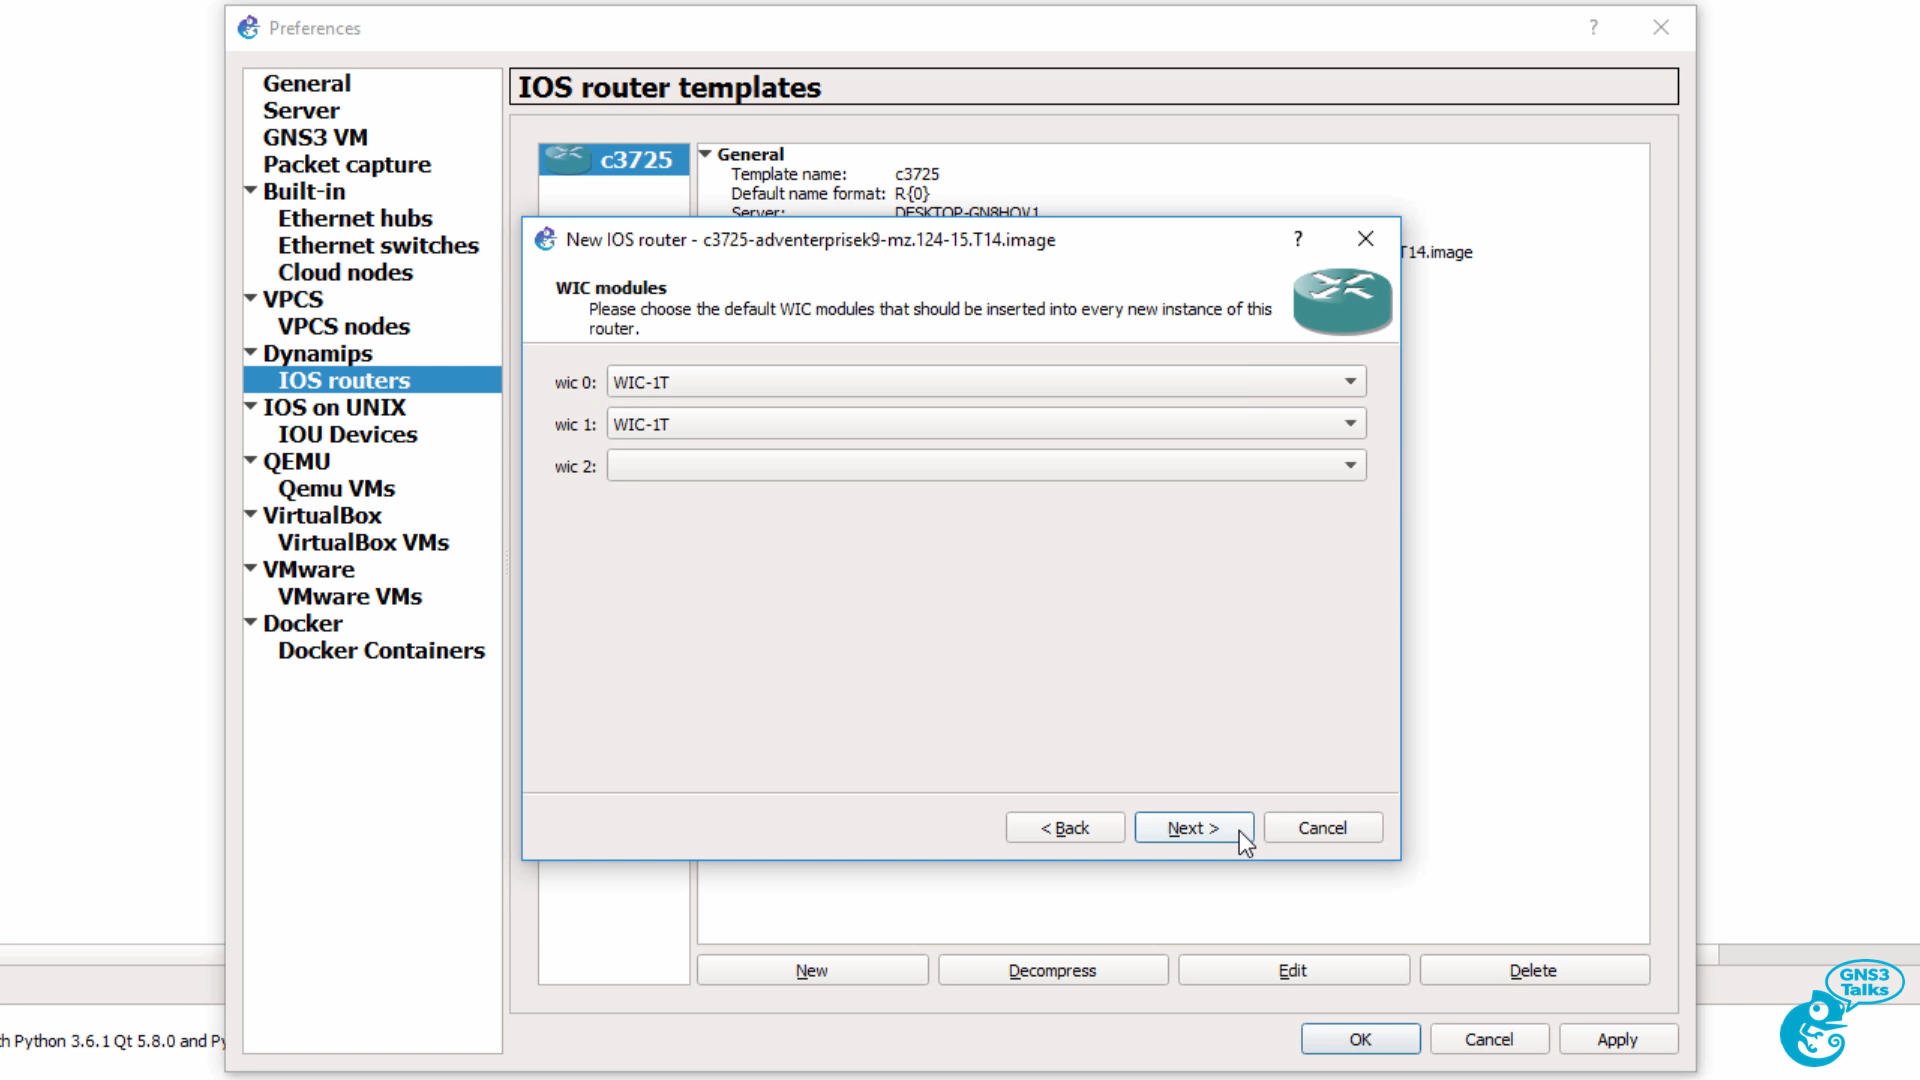 Preferences
?
General
Server
GNS3 VM
Packet capture
Built-in
Ethernet hubs
Ethernet switches
Cloud nodes
VPCS
VPCS nodes
Dynamips
IOS routers
IOS on UNIX
IOU Devices
QEMU
Qemu VMs
VirtualBox
VirtualBox VMs
VMware
VMware VMs
Docker
Docker Containers
IOS router templates
c3725
General
Template name: c3725
Default name format: R{0}
Server: DESKTOP-GN8HOV1
T14.image
New IOS router - c3725-adventerprisek9-mz.124-15.T14.image
?
WIC modules
Please choose the default WIC modules that should be inserted into every new instance of this
router.
wic 0: WIC-1T
wic 1: WIC-1T
wic 2:
< Back Next > Cancel
New Decompress Edit Delete
OK Cancel Apply
h Python 3.6.1 Qt 5.8.0 and Py
GNS3
Talks